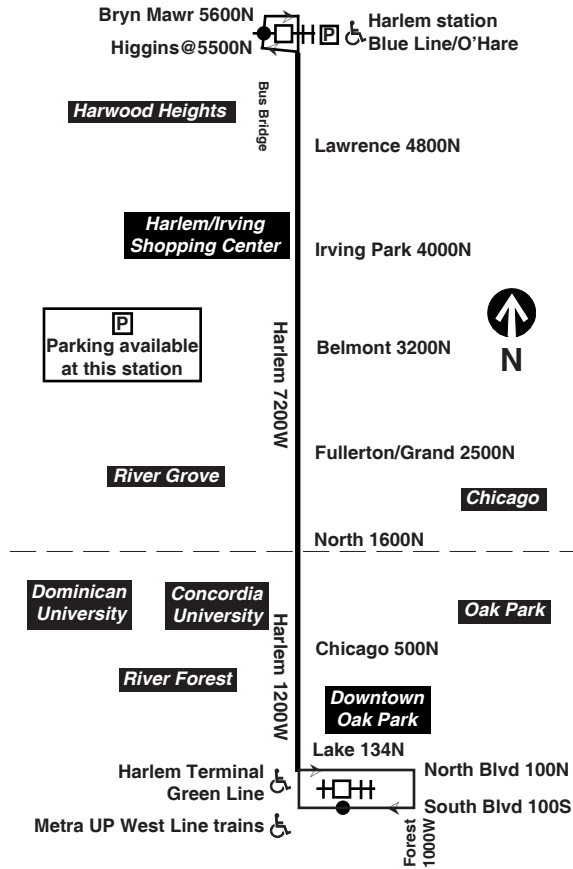 Bryn Mawr 5600N
Higgins@5500N
P
Harlem station
Blue Line/O'Hare
Bus Bridge
Harwood Heights
Lawrence 4800N
Harlem/Irving
Shopping Center
Irving Park 4000N
P
Parking available
at this station
Harlem 7200W
Belmont 3200N
N
Fullerton/Grand 2500N
River Grove
Chicago
North 1600N
Dominican
University
Concordia
University
Harlem 1200W
Oak Park
Chicago 500N
River Forest
Downtown
Oak Park
Lake 134N
Harlem Terminal
Green Line
North Blvd 100N
South Blvd 100S
Metra UP West Line trains
Forest
1000W